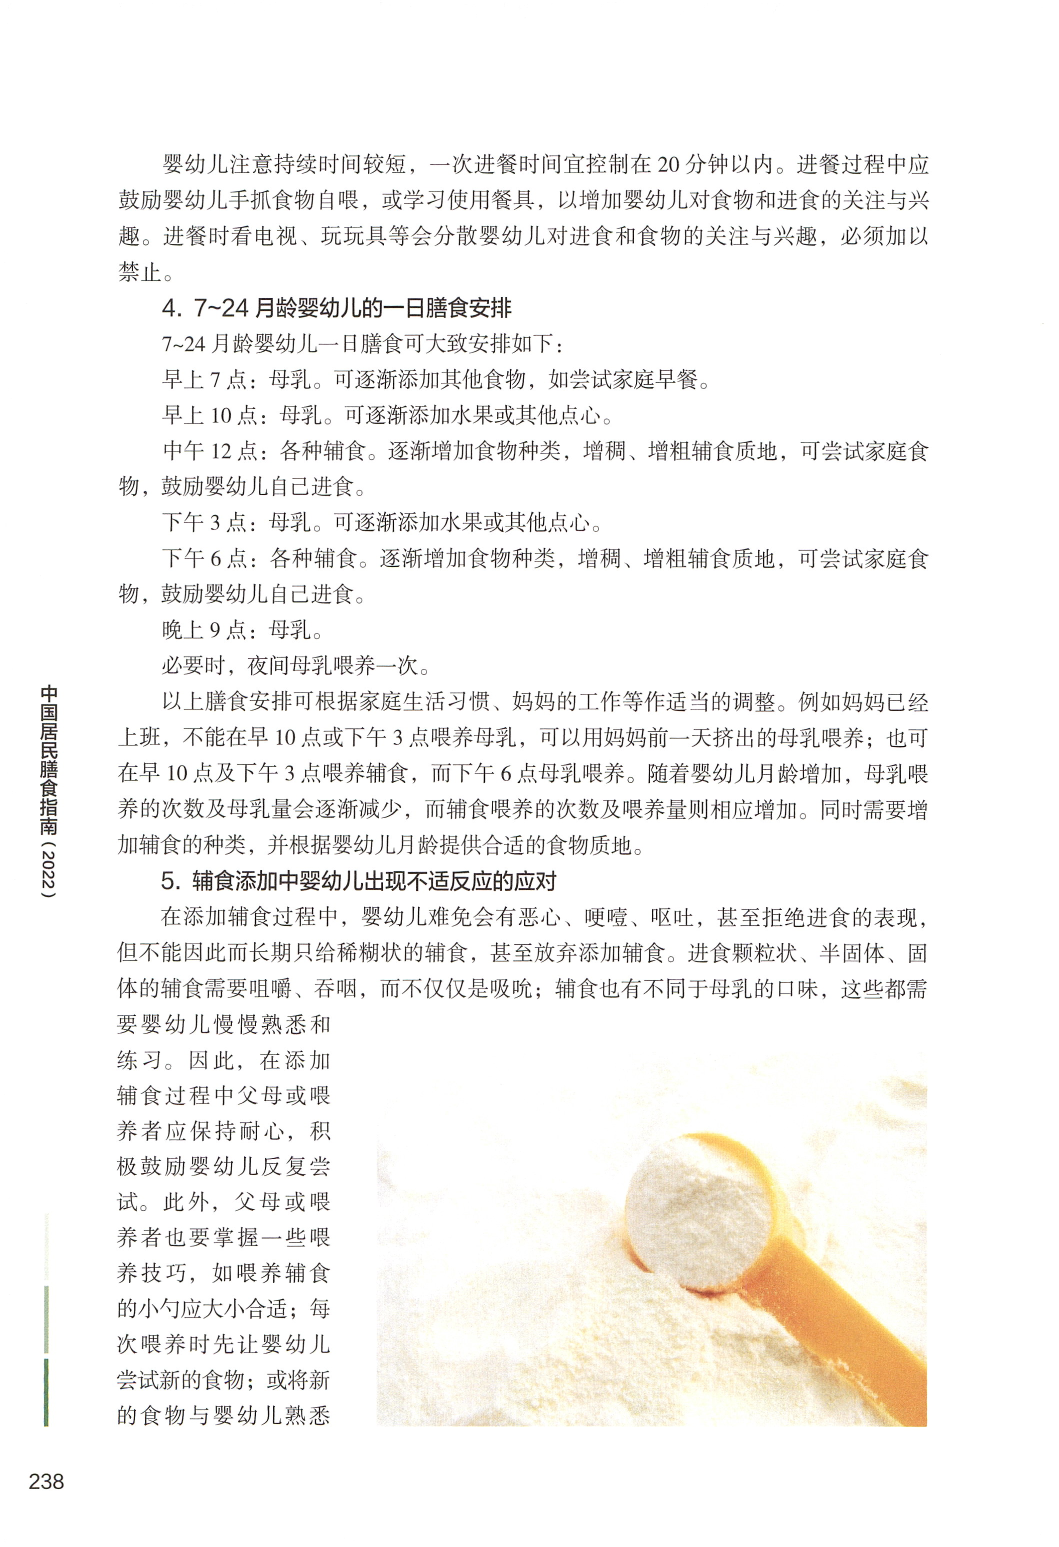 婴幼儿注意持续时间较短，一次进餐时间宜控制在 20 分钟以内。进餐过程中应
鼓励婴幼儿手抓食物自喂，或学习使用餐具，以增加婴幼儿对食物和进食的关注与兴
趣。进餐时看电视、玩玩具等会分散婴幼儿对进食和食物的关注与兴趣，必须加以
禁止。
4. 7~24 月龄婴幼儿的一日膳食安排
7~24 月龄婴幼儿一日膳食可大致安排如下：
早上 7 点：母乳。可逐渐添加其他食物，如尝试家庭早餐。
早上 10 点：母乳。可逐渐添加水果或其他点心。
中午 12 点：各种辅食。逐渐增加食物种类，增稠、增粗辅食质地，可尝试家庭食
物，鼓励婴幼儿自己进食。
下午 3 点：母乳。可逐渐添加水果或其他点心。
下午 6 点：各种辅食。逐渐增加食物种类，增稠、增粗辅食质地，可尝试家庭食
物，鼓励婴幼儿自己进食。
晚上 9 点：母乳。
必要时，夜间母乳喂养一次。
以上膳食安排可根据家庭生活习惯、妈妈的工作等作适当的调整。例如妈妈已经
上班，不能在早 10 点或下午 3 点喂养母乳，可以用妈妈前一天挤出的母乳喂养；也可
在早 10 点及下午 3 点喂养辅食，而下午 6 点母乳喂养。随着婴幼儿月龄增加，母乳喂
养的次数及母乳量会逐渐减少，而辅食喂养的次数及喂养量则相应增加。同时需要增
加辅食的种类，并根据婴幼儿月龄提供合适的食物质地。
5. 辅食添加中婴幼儿出现不适反应的应对
在添加辅食过程中，婴幼儿难免会有恶心、哽噎、呕吐，甚至拒绝进食的表现，
但不能因此而长期只给稀糊状的辅食，甚至放弃添加辅食。进食颗粒状、半固体、固
体的辅食需要咀嚼、吞咽，而不仅仅是吸吮；辅食也有不同于母乳的口味，这些都需
要婴幼儿慢慢熟悉和
练习。因此，在添加
辅食过程中父母或喂
养者应保持耐心，积
极鼓励婴幼儿反复尝
试。此外，父母或喂
养者也要掌握一些喂
养技巧，如喂养辅食
的小勺应大小合适；每
次喂养时先让婴幼儿
尝试新的食物；或将新
的食物与婴幼儿熟悉
中国居民膳食指南（2022）
238